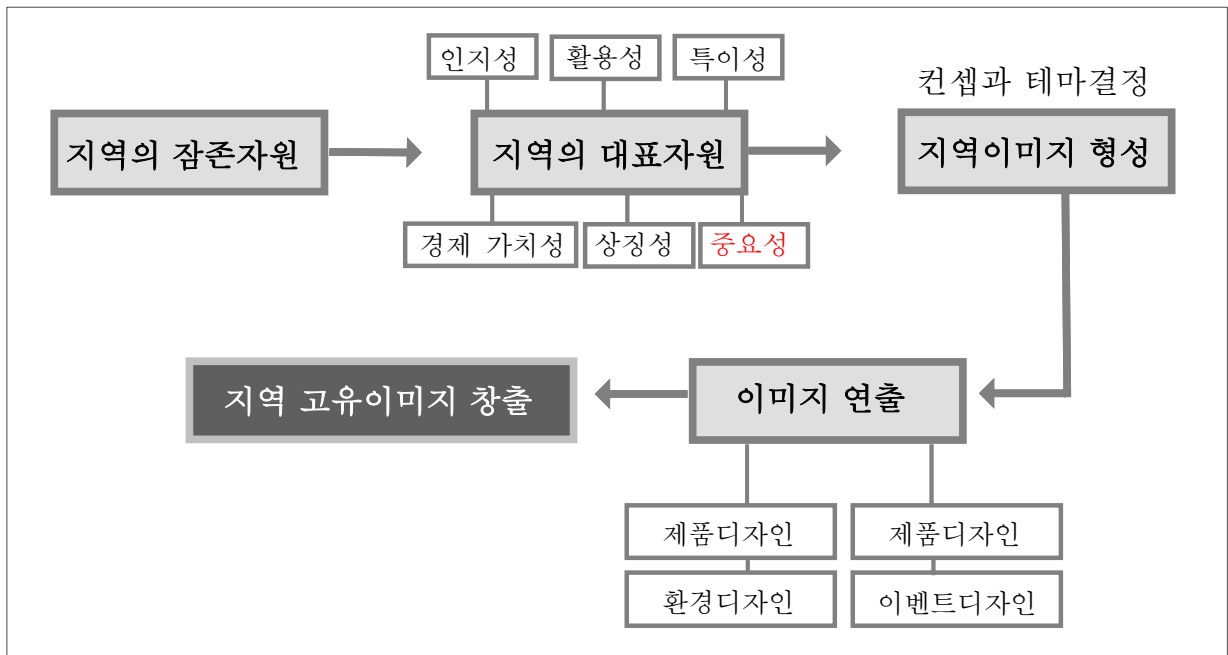 인지성
활용성
특이성
컨셉과 테마결정
지역의 잠존자원
지역의 대표자원
지역이미지 형성
경제 가치성
상징성
중요성
지역 고유이미지 창출
이미지 연출
제품디자인
제품디자인
환경디자인
이벤트디자인